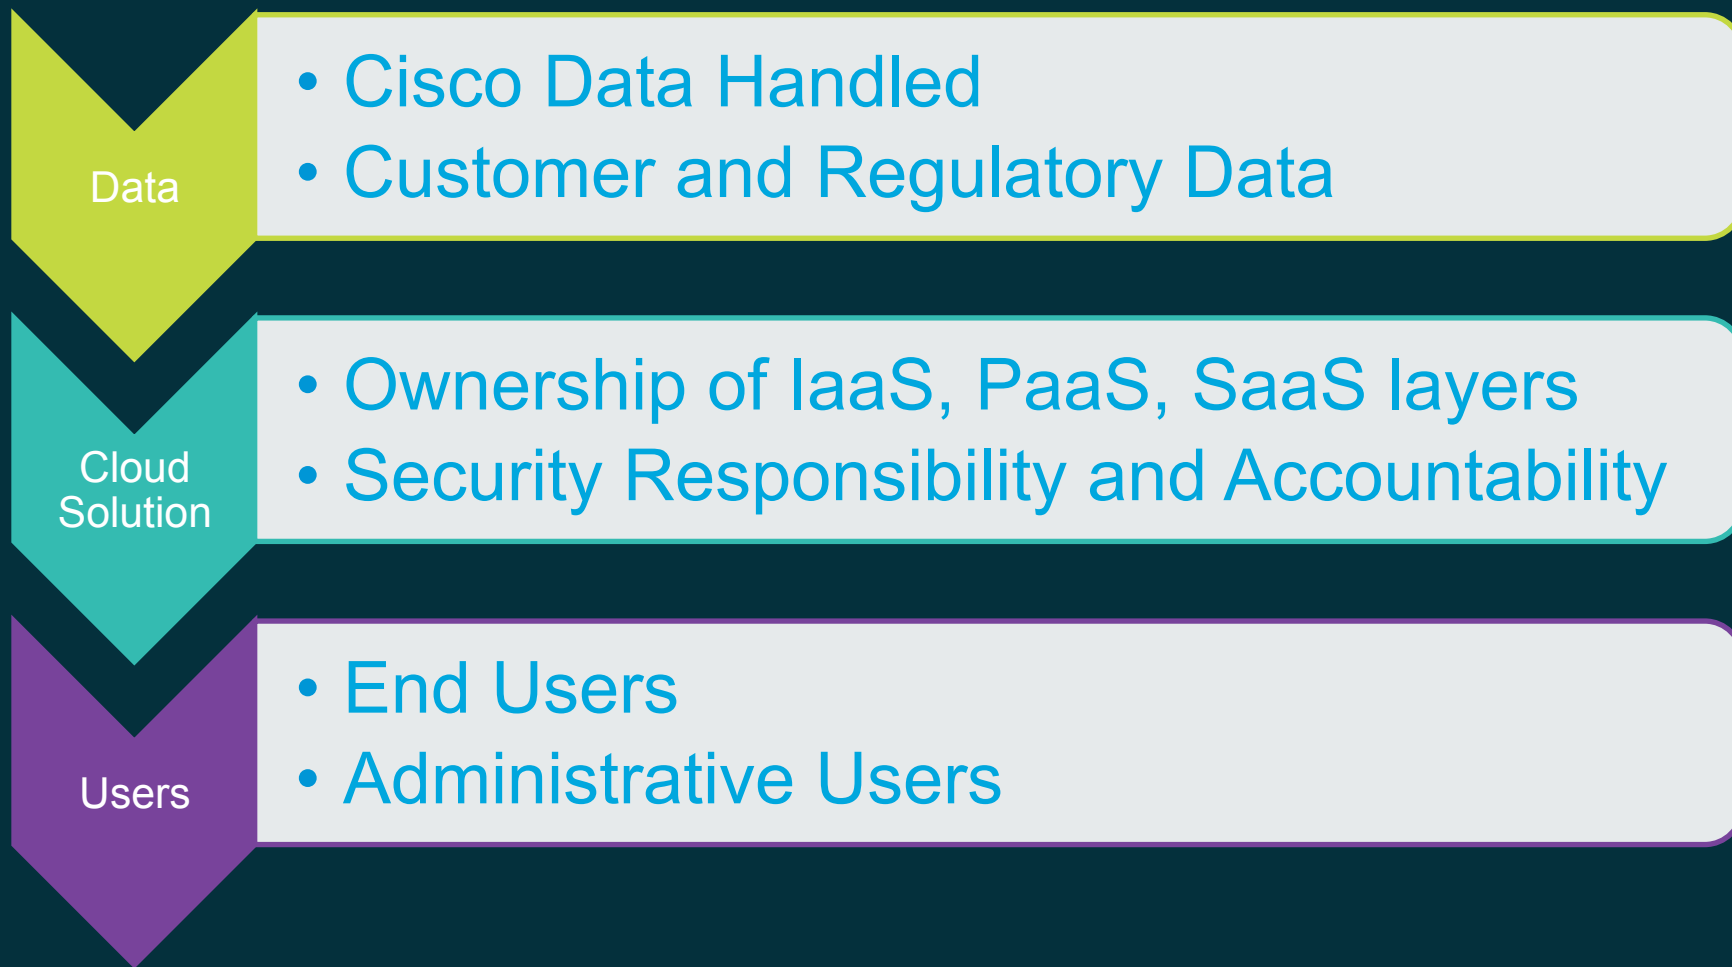 Data
• Cisco Data Handled
• Customer and Regulatory Data
Cloud
Solution
• Ownership of IaaS, PaaS, SaaS layers
• Security Responsibility and Accountability
Users
• End Users
• Administrative Users